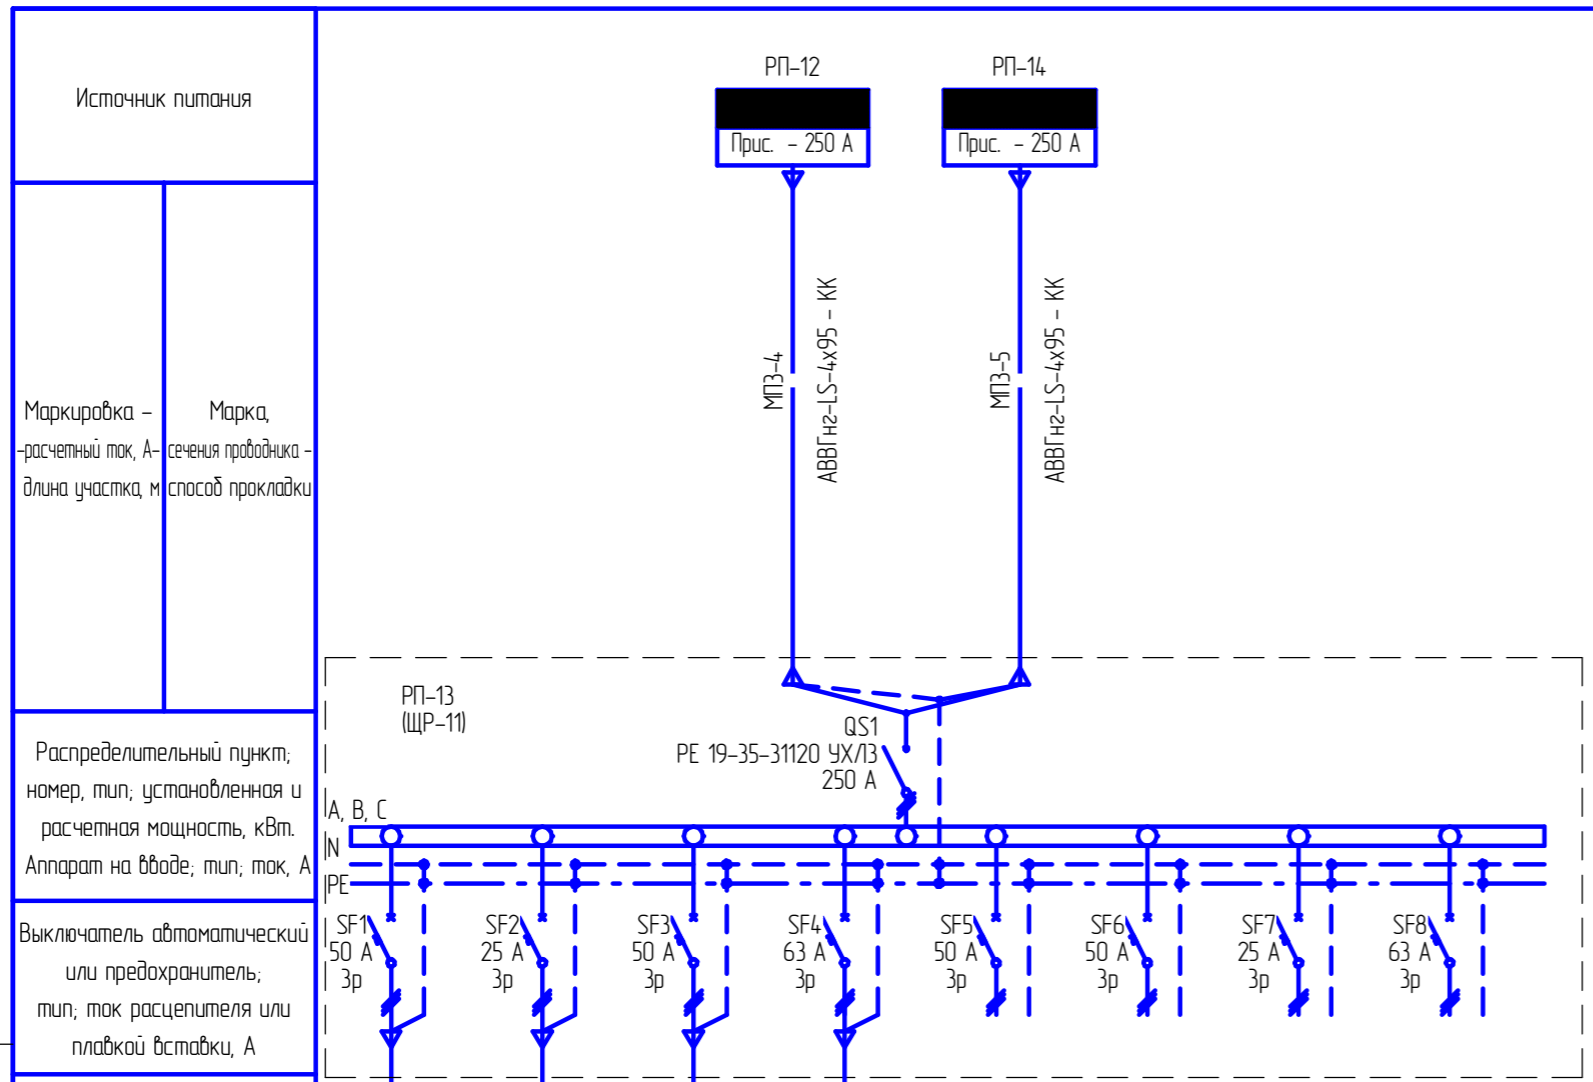 Источник питания
РП-12
РП-14
Прис. - 250 А
Прис. - 250 А
Маркировка -
-расчетный ток, А-
длина участка, м
Марка,
сечения проводника -
способ прокладки
МП3-4
АВВГнг-LS-4х95 - КК
МП3-5
АВВГнг-LS-4х95 - КК
РП-13
(ЩР-11)
QS1
РЕ 19-35-31120 УХЛ3
250 А
Распределительный пункт;
номер, тип; установленная и
расчетная мощность, кВт.
Аппарат на вводе; тип; ток, А
А, В, С
N
PE
Выключатель автоматический
или предохранитель;
тип; ток расцепителя или
плавкой вставки, А
SF1
50 А
3р
SF2
25 А
3р
SF3
50 А
3р
SF4
63 А
3р
SF5
50 А
3р
SF6
50 А
3р
SF7
25 А
3р
SF8
63 А
3р